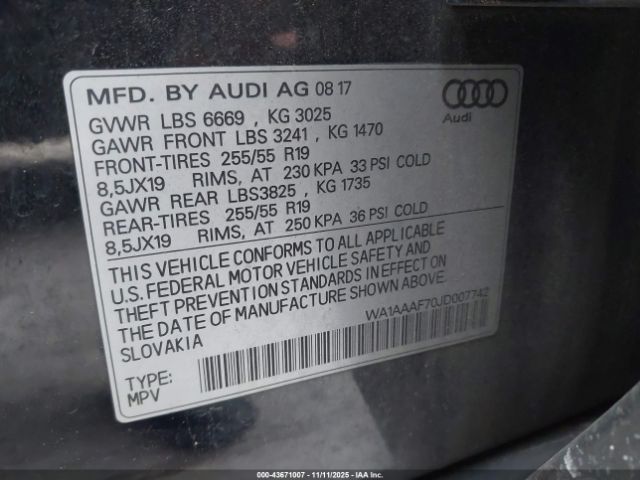 MFD. BY AUDI AG 08 17
Audi
GVWR LBS 6669 , KG 3025
GAWR FRONT LBS 3241 , KG 1470
FRONT-TIRES 255/55 R19
8,5JX19 RIMS, AT 230 KPA 33 PSI COLD
GAWR REAR LBS3825 , KG 1735
REAR-TIRES 255/55 R19
8,5JX19 RIMS, AT 250 KPA 36 PSI COLD
THIS VEHICLE CONFORMS TO ALL APPLICABLE
U.S. FEDERAL MOTOR VEHICLE SAFETY AND
THEFT PREVENTION STANDARDS IN EFFECT ON
THE DATE OF MANUFACTURE SHOWN ABOVE.
SLOVAKIA
WA1AAAF70JD007742
TYPE:
MPV
000-43671007 - 11/11/2025 - IAA Inc.